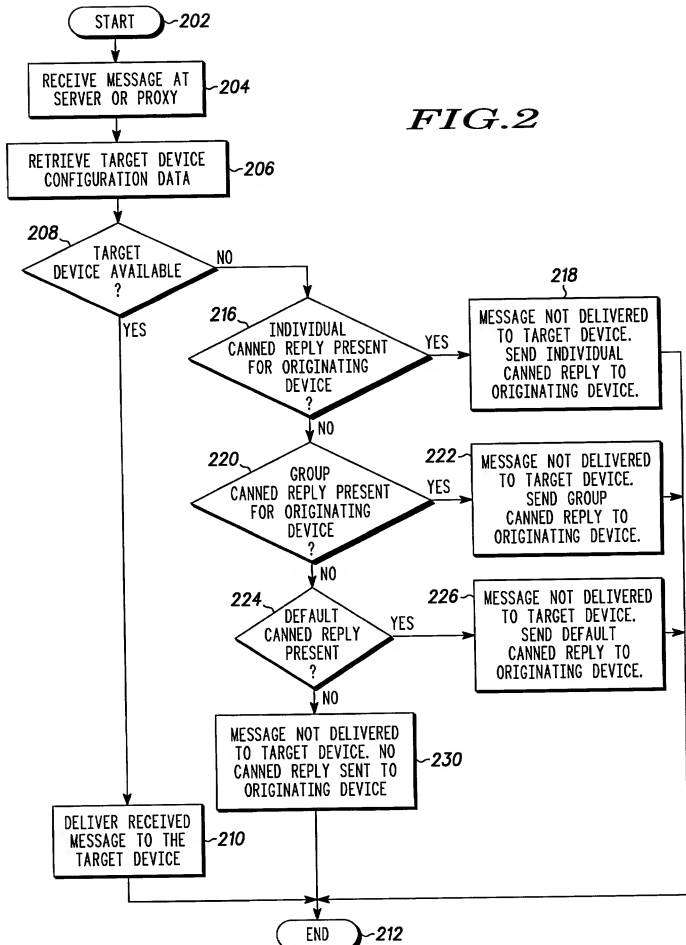 START
202
RECEIVE MESSAGE AT
SERVER OR PROXY
204
FIG.2
RETRIEVE TARGET DEVICE
CONFIGURATION DATA
206
208
TARGET
DEVICE AVAILABLE
?
NO
YES
216
INDIVIDUAL
CANNED REPLY PRESENT
FOR ORIGINATING
DEVICE
?
YES
NO
218
MESSAGE NOT DELIVERED
TO TARGET DEVICE.
SEND INDIVIDUAL
CANNED REPLY TO
ORIGINATING DEVICE.
220
GROUP
CANNED REPLY PRESENT
FOR ORIGINATING
DEVICE
?
YES
NO
222
MESSAGE NOT DELIVERED
TO TARGET DEVICE.
SEND GROUP
CANNED REPLY TO
ORIGINATING DEVICE.
224
DEFAULT
CANNED REPLY
PRESENT
?
YES
NO
226
MESSAGE NOT DELIVERED
TO TARGET DEVICE.
SEND DEFAULT
CANNED REPLY TO
ORIGINATING DEVICE.
MESSAGE NOT DELIVERED
TO TARGET DEVICE. NO
CANNED REPLY SENT TO
ORIGINATING DEVICE
230
DELIVER RECEIVED
MESSAGE TO THE
TARGET DEVICE
210
END
212